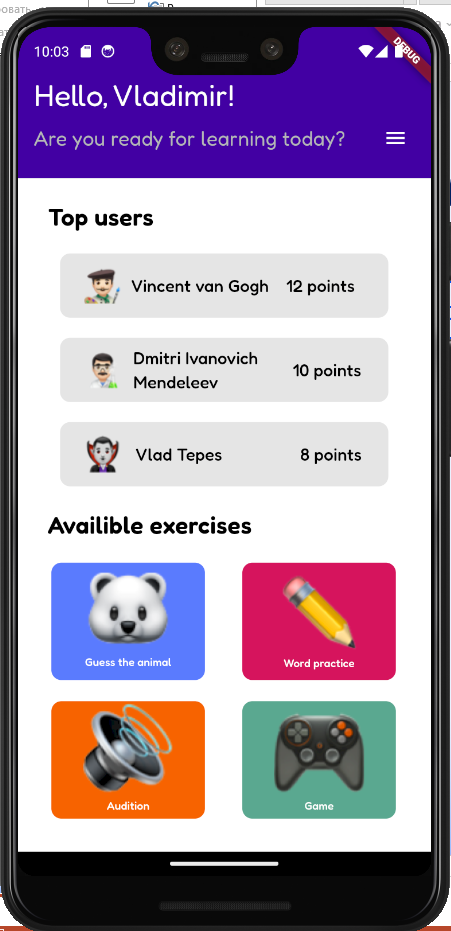 10:03
DEBUG
Hello, Vladimir!
Are you ready for learning today?
Top users
Vincent van Gogh 12 points
Dmitri Ivanovich
Mendeleev
10 points
Vlad Tepes 8 points
Availible exercises
Guess the animal
Word practice
Audition
Game